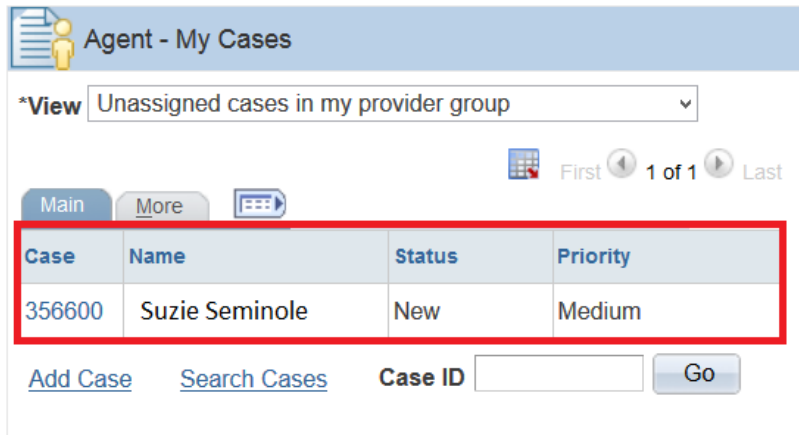 Agent - My Cases
*View Unassigned cases in my provider group
First 1 of 1 Last
Main More
Case Name Status Priority
356600 Suzie Seminole New Medium
Add Case Search Cases Case ID Go